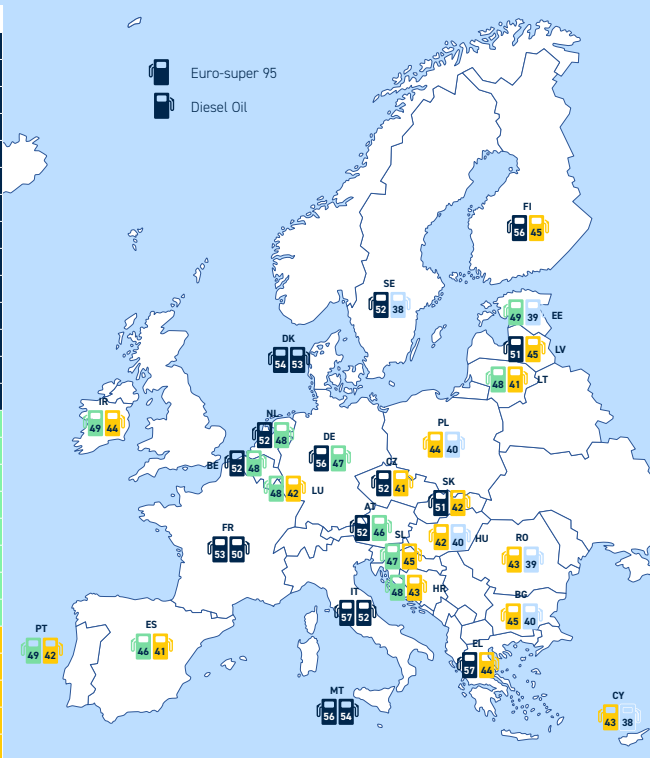 Euro-super 95
Diesel Oil
FI
56 45
SE
52 38
49 39 EE
DK
54 53
51 45 LV
48 41 LT
IR
49 44
NL
52 48
DE
56 47
PL
44 40
BE 52 48
CZ
52 41
48 42 LU
SK
51 42
AT
52 46
FR
53 50
SL
47 45
42 40 HU
RO
43 39
48 43 HR
IT
57 52
BG
45 40
PT
49 42
ES
46 41
EL
57 44
MT
56 54
CY
43 38